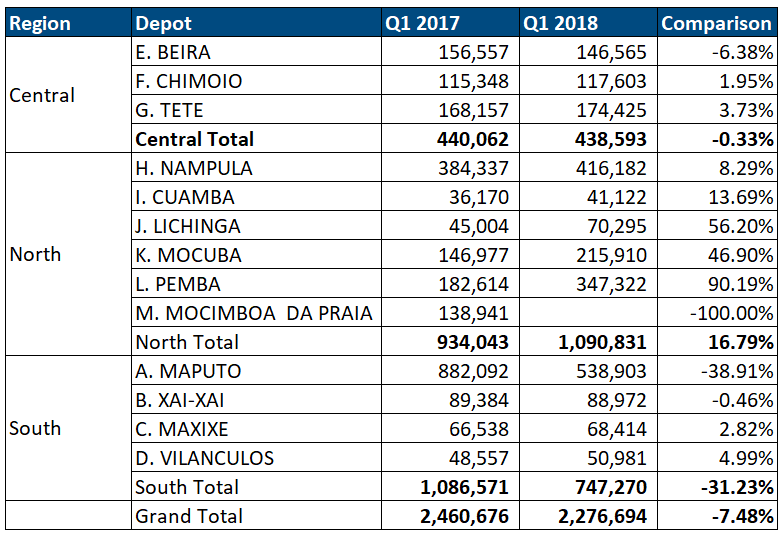 Region Depot Q1 2017 Q1 2018 Comparison
Central E. BEIRA 156,557 146,565 -6.38%
F. CHIMOIO 115,348 117,603 1.95%
G. TETE 168,157 174,425 3.73%
Central Total 440,062 438,593 -0.33%
North H. NAMPULA 384,337 416,182 8.29%
I. CUAMBA 36,170 41,122 13.69%
J. LICHINGA 45,004 70,295 56.20%
K. MOCUBA 146,977 215,910 46.90%
L. PEMBA 182,614 347,322 90.19%
M. MOCIMBOA DA PRAIA 138,941 -100.00%
North Total 934,043 1,090,831 16.79%
South A. MAPUTO 882,092 538,903 -38.91%
B. XAI-XAI 89,384 88,972 -0.46%
C. MAXIXE 66,538 68,414 2.82%
D. VILANCULOS 48,557 50,981 4.99%
South Total 1,086,571 747,270 -31.23%
Grand Total 2,460,676 2,276,694 -7.48%